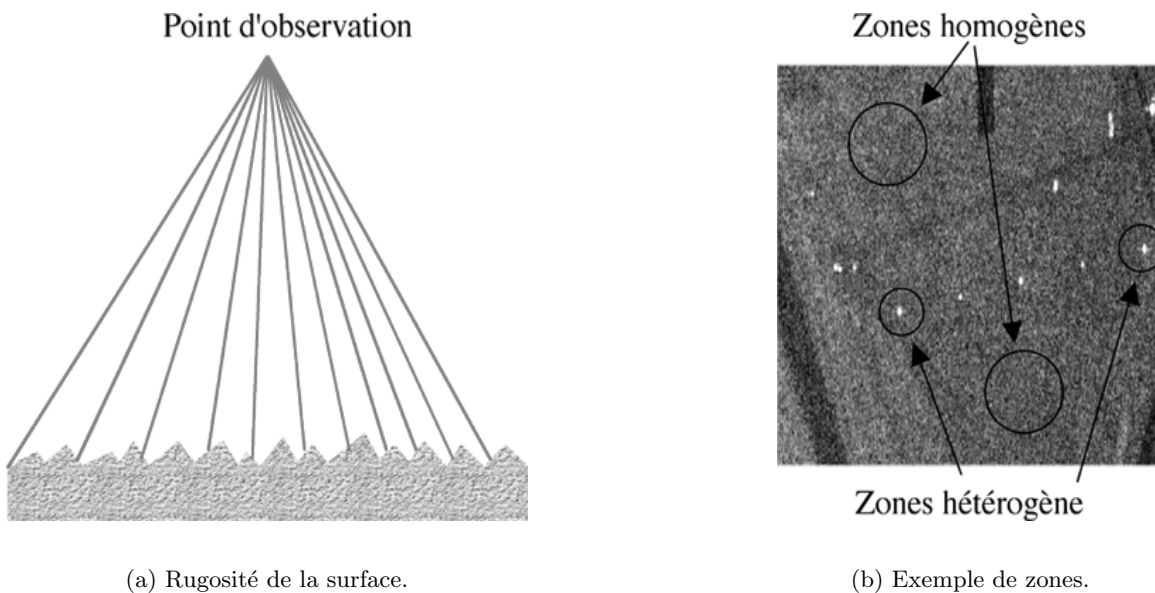 Point d'observation
(a) Rugosité de la surface.
Zones homogènes
Zones hétérogène
(b) Exemple de zones.